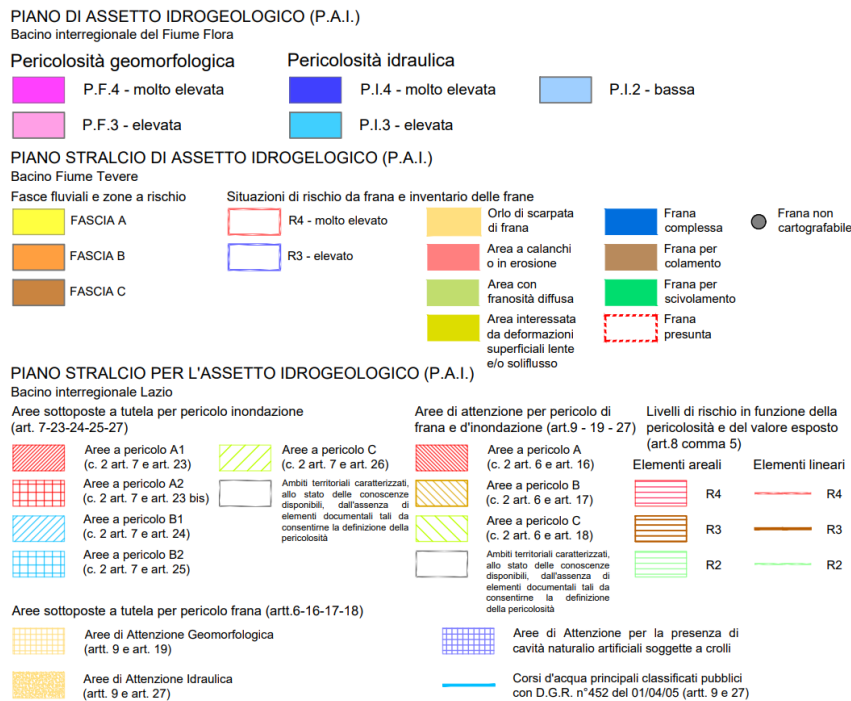 PIANO DI ASSETTO IDROGEOLOGICO (P.A.I.)
Bacino interregionale del Fiume Flora
Pericolosità geomorfologica
P.F.4 - molto elevata
P.F.3 - elevata
Pericolosità idraulica
P.I.4 - molto elevata
P.I.3 - elevata
P.I.2 - bassa
PIANO STRALCIO DI ASSETTO IDROGELOGICO (P.A.I.)
Bacino Fiume Tevere
Fasce fluviali e zone a rischio
FASCIA A
FASCIA B
FASCIA C
Situazioni di rischio da frana e inventario delle frane
R4 - molto elevato
R3 - elevato
Orlo di scarpata
di frana
Area a calanchi
o in erosione
Area con
franosità diffusa
Area interessata
da deformazioni
superficiali lente
e/o soliflusso
Frana
complessa
Frana per
colamento
Frana per
scivolamento
Frana
presunta
Frana non
cartografabile
PIANO STRALCIO PER L'ASSETTO IDROGEOLOGICO (P.A.I.)
Bacino interregionale Lazio
Aree sottoposte a tutela per pericolo inondazione
(art. 7-23-24-25-27)
Aree a pericolo A1
(c. 2 art. 7 e art. 23)
Aree a pericolo A2
(c. 2 art. 7 e art. 23 bis)
Aree a pericolo B1
(c. 2 art. 7 e art. 24)
Aree a pericolo B2
(c. 2 art. 7 e art. 25)
Aree a pericolo C
(c. 2 art. 7 e art. 26)
Ambiti territoriali caratterizzati,
allo stato delle conoscenze
disponibili, dall'assenza di
elementi documentali tali da
consentirne la definizione della
pericolosità
Aree di attenzione per pericolo di
frana e d'inondazione (art.9 - 19 - 27)
Aree a pericolo A
(c. 2 art. 6 e art. 16)
Aree a pericolo B
(c. 2 art. 6 e art. 17)
Aree a pericolo C
(c. 2 art. 6 e art. 18)
Ambiti territoriali caratterizzati,
allo stato delle conoscenze
disponibili, dall'assenza di
elementi documentali tali da
consentirne la definizione
della pericolosità
Livelli di rischio in funzione della
pericolosità e del valore esposto
(art.8 comma 5)
Elementi areali
R4
R3
R2
Elementi lineari
R4
R3
R2
Aree sottoposte a tutela per pericolo frana (artt.6-16-17-18)
Aree di Attenzione Geomorfologica
(artt. 9 e art. 19)
Aree di Attenzione Idraulica
(artt. 9 e art. 27)
Aree di Attenzione per la presenza di
cavità naturalio artificiali soggette a crolli
Corsi d'acqua principali classificati pubblici
con D.G.R. n°452 del 01/04/05 (artt. 9 e 27)